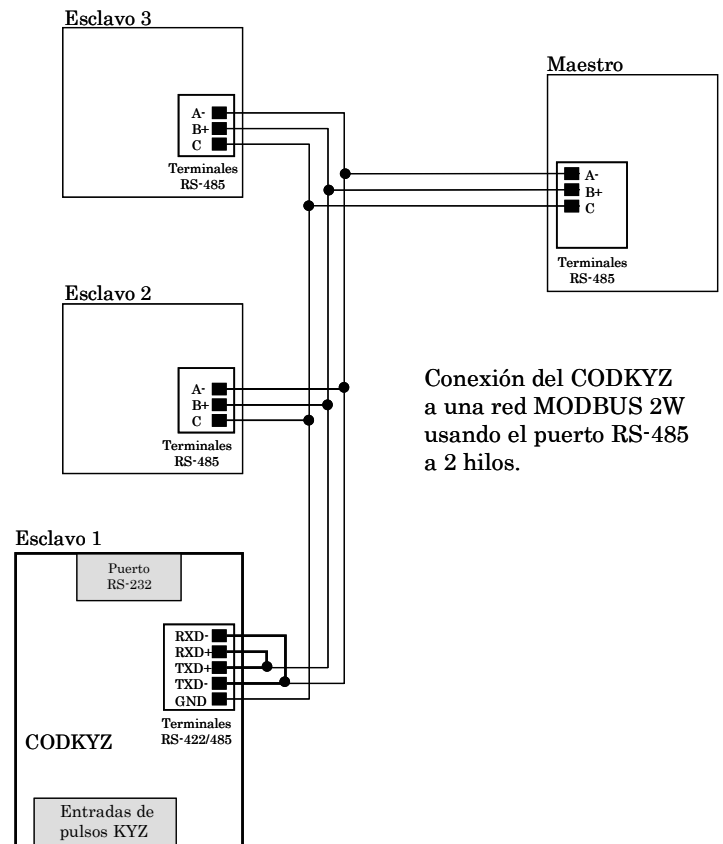 Esclavo 3
A-
B+
C
Terminales
RS-485
Maestro
A-
B+
C
Terminales
RS-485
Esclavo 2
A-
B+
C
Terminales
RS-485
Conexión del CODKYZ
a una red MODBUS 2W
usando el puerto RS-485
a 2 hilos.
Esclavo 1
Puerto
RS-232
RXD-
RXD+
TXD+
TXD-
GND
Terminales
RS-422/485
CODKYZ
Entradas de
pulsos KYZ